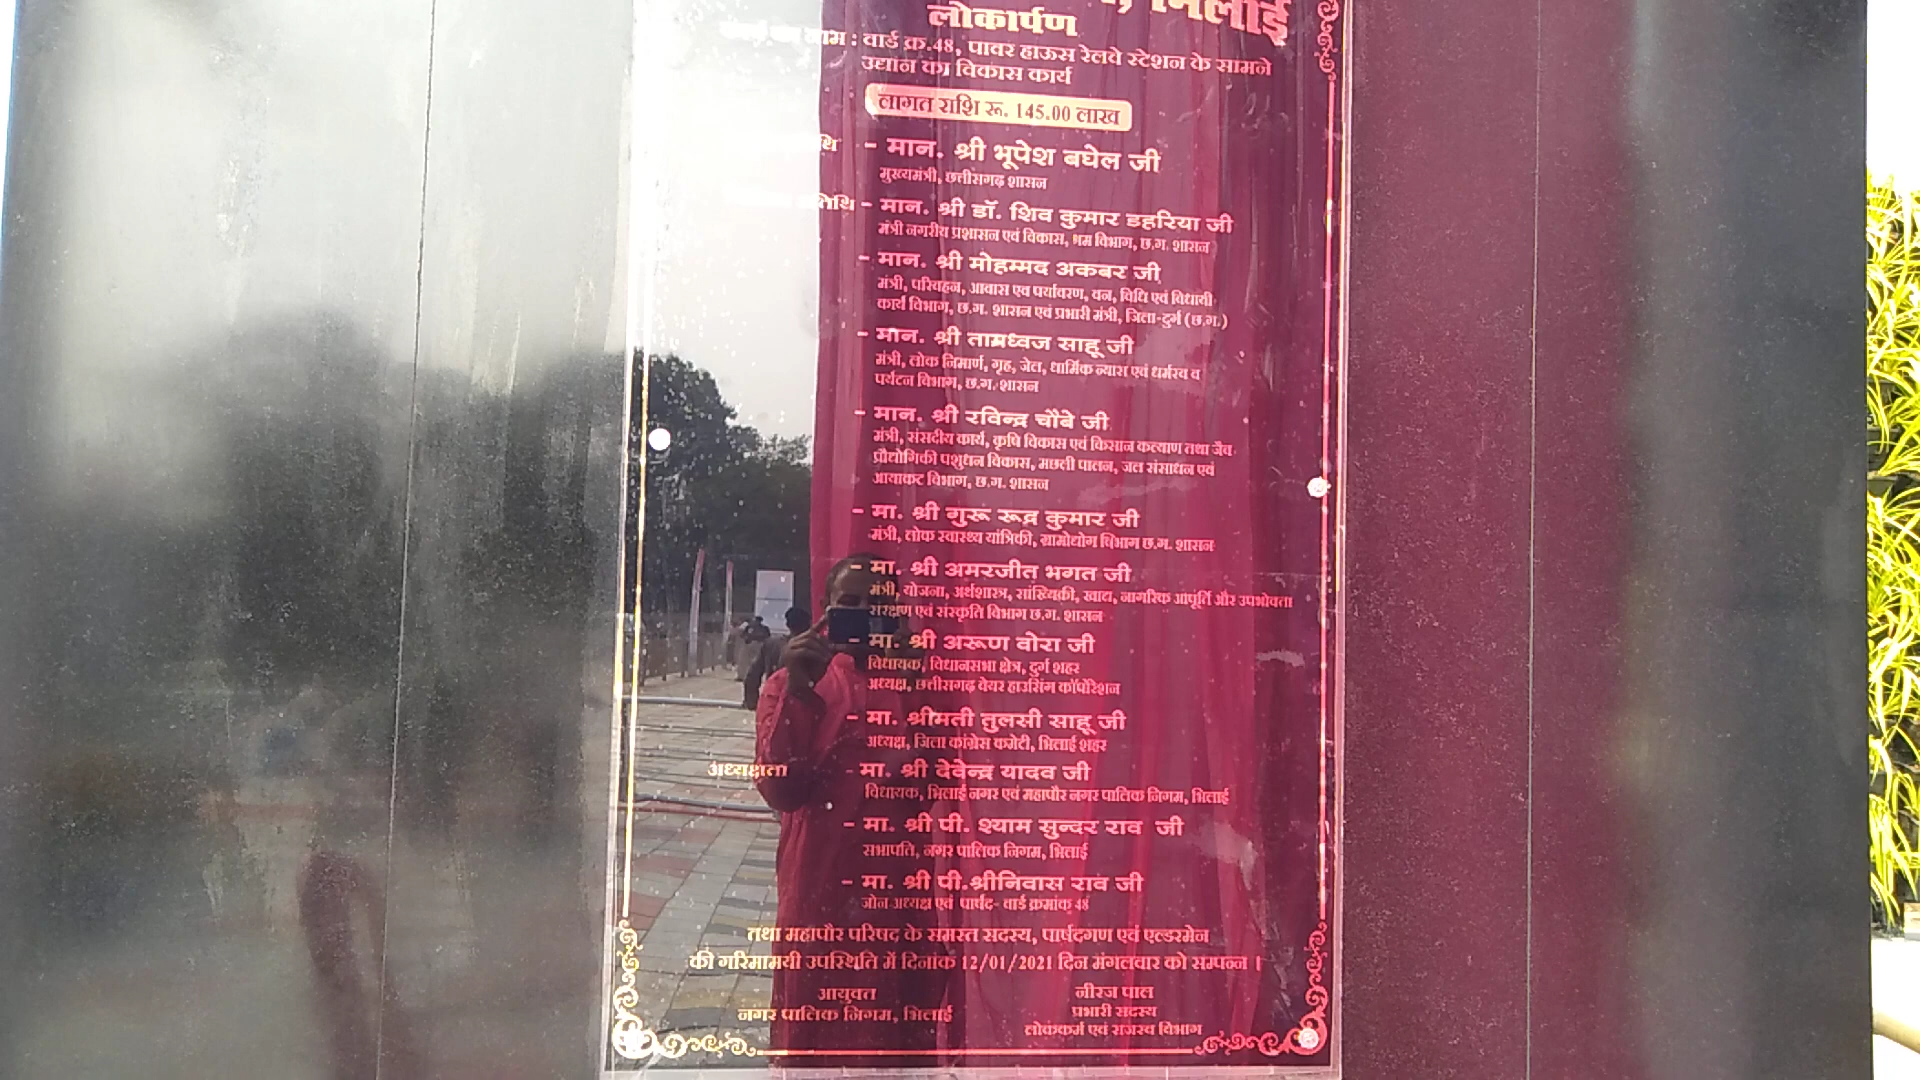 भिलाई
लोकार्पण
नाम : वार्ड क्र.48, पावर हाऊस रेलवे स्टेशन के सामने
उद्यान का विकास कार्य
लागत राशि रू. 145.00 लाख
- मान. श्री भूपेश बघेल जी
मुख्यमंत्री, छत्तीसगढ़ शासन
- मान. श्री डॉ. शिव कुमार डहरिया जी
मंत्री नगरीय प्रशासन एवं विकास, श्रम विभाग, छ.ग. शासन
- मान. श्री मोहम्मद अकबर जी
मंत्री, परिवहन, आवास एवं पर्यावरण, वन, विधि एवं विधायी
कार्य विभाग, छ.ग. शासन एवं प्रभारी मंत्री, जिला-दुर्ग (छ.ग.)
- मान. श्री ताम्रध्वज साहू जी
मंत्री, लोक निमार्ण, गृह, जेल, धार्मिक न्यास एवं धर्मस्व व
पर्यटन विभाग, छ.ग. शासन
- मान. श्री रविन्द्र चौबे जी
मंत्री, संसदीय कार्य, कृषि विकास एवं किसान कल्याण तथा जैव
प्रौद्योगिकी पशुधन विकास, मछली पालन, जल संसाधन एवं
आयाकट विभाग, छ.ग. शासन
- मा. श्री गुरू रूद्र कुमार जी
मंत्री, लोक स्वास्थ्य यांत्रिकी, ग्रामोद्योग विभाग छ.ग. शासन
- मा. श्री अमरजीत भगत जी
मंत्री, योजना, अर्थशास्त्र, सांख्यिकी, खाद्य, नागरिक आपूर्ति और उपभोक्ता
संरक्षण एवं संस्कृति विभाग छ.ग. शासन
- मा. श्री अरूण वोरा जी
विधायक, विधानसभा क्षेत्र, दुर्ग शहर
अध्यक्ष, छत्तीसगढ़ वेयर हाउसिंग कॉर्पोरेशन
- मा. श्रीमती तुलसी साहू जी
अध्यक्ष, जिला कांग्रेस कमेटी, भिलाई शहर
अध्यक्षता - मा. श्री देवेन्द्र यादव जी
विधायक, भिलाई नगर एवं महापौर नगर पालिक निगम, भिलाई
- मा. श्री पी. श्याम सुन्दर राव जी
सभापति, नगर पालिक निगम, भिलाई
- मा. श्री पी.श्रीनिवास राव जी
जोन अध्यक्ष एवं पार्षद- वार्ड क्रमांक 48
तथा महापौर परिषद के समस्त सदस्य, पार्षदगण एवं एल्डरमेन
की गरिमामयी उपस्थिति में दिनांक 12/01/2021 दिन मंगलवार को सम्पन्न ।
आयुक्त
नगर पालिक निगम, भिलाई
नीरज पाल
प्रभारी सदस्य
लोककर्म एवं राजस्व विभाग